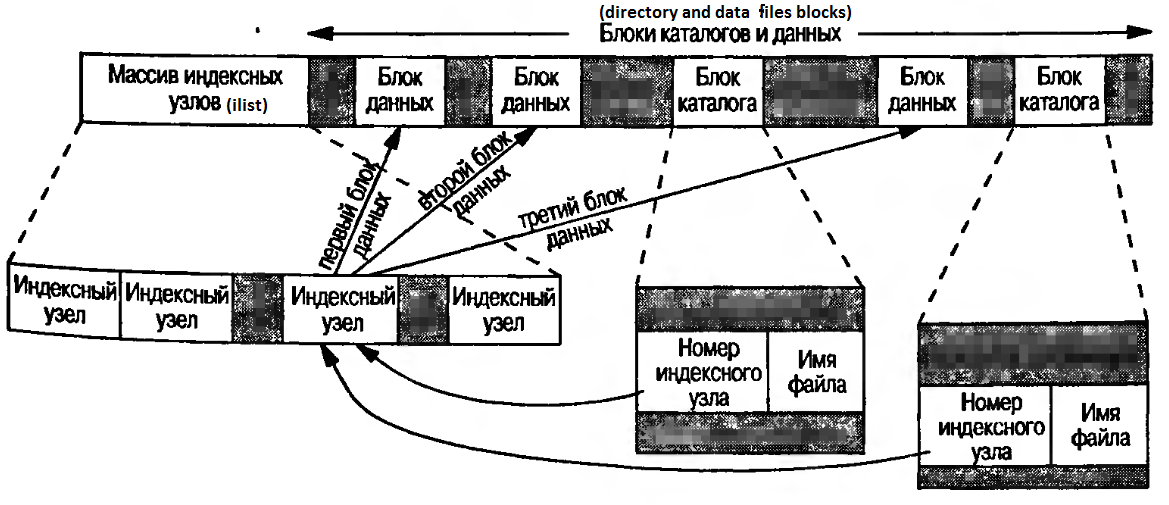 (directory and data files blocks)
Блоки каталогов и данных
Массив индексных
узлов (ilist)
Блок
данных
Блок
данных
Блок
каталога
Блок
данных
Блок
каталога
первый блок
данных
второй блок
данных
третий блок
данных
Индексный
узел
Индексный
узел
Индексный
узел
Индексный
узел
Номер
индексного
узла
Имя
файла
Номер
индексного
узла
Имя
файла